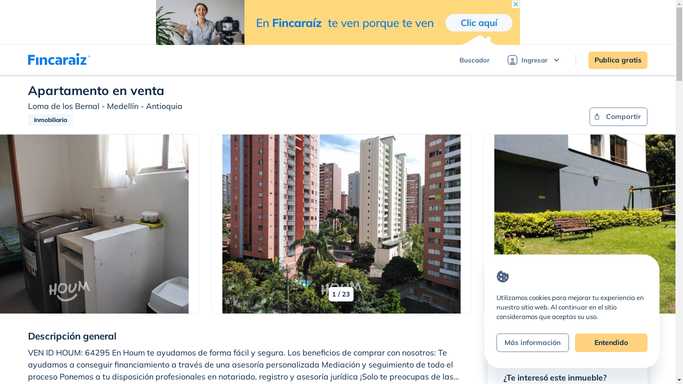 En Fincaraíz te ven porque te ven
Clic aquí
Fincaraíz
Buscador
Ingresar
Publica gratis
Apartamento en venta
Loma de los Bernal - Medellín - Antioquia
Inmobiliaria
Compartir
HOUM
HOUM
1 / 23
Utilizamos cookies para mejorar tu experiencia en
nuestro sitio web. Al continuar en el sitio
consideramos que aceptas su uso.
Más información
Entendido
Descripción general
VEN ID HOUM: 64295 En Houm te ayudamos de forma fácil y segura. Los beneficios de comprar con nosotros: Te
ayudamos a conseguir financiamiento a través de una asesoría personalizada Mediación y seguimiento de todo el
proceso Ponemos a tu disposición profesionales en notariado, registro y asesoría jurídica ¡Solo te preocupas de las...
¿Te interesó este inmueble?